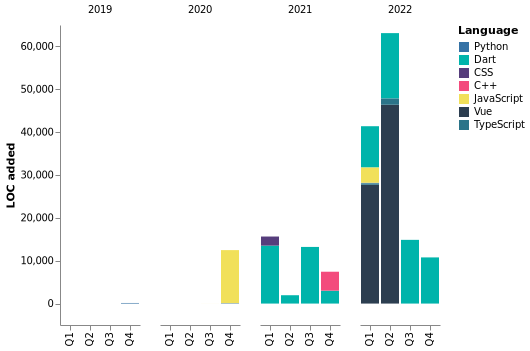 2019 2020 2021 2022
Language
Python
Dart
CSS
C++
JavaScript
Vue
TypeScript
LOC added
60,000
50,000
40,000
30,000
20,000
10,000
0
Q1 Q2 Q3 Q4 Q1 Q2 Q3 Q4 Q1 Q2 Q3 Q4 Q1 Q2 Q3 Q4